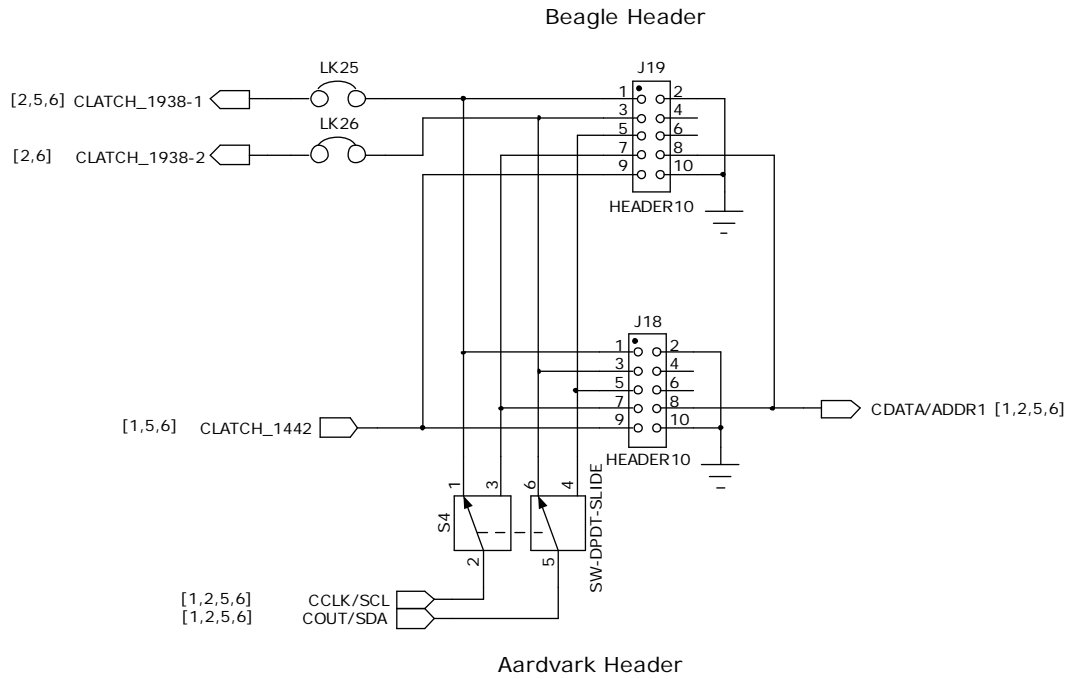 Beagle Header
LK25
J19
[2,5,6] CLATCH_1938-1
1 2
LK26
3 4
5 6
[2,6] CLATCH_1938-2
7 8
9 10
HEADER10
J18
1 2
3 4
5 6
7 8
CDATA/ADDR1 [1,2,5,6]
[1,5,6] CLATCH_1442
9 10
HEADER10
1 3 6 4
S4
SW-DPDT-SLIDE
2 5
[1,2,5,6] CCLK/SCL
[1,2,5,6] COUT/SDA
Aardvark Header